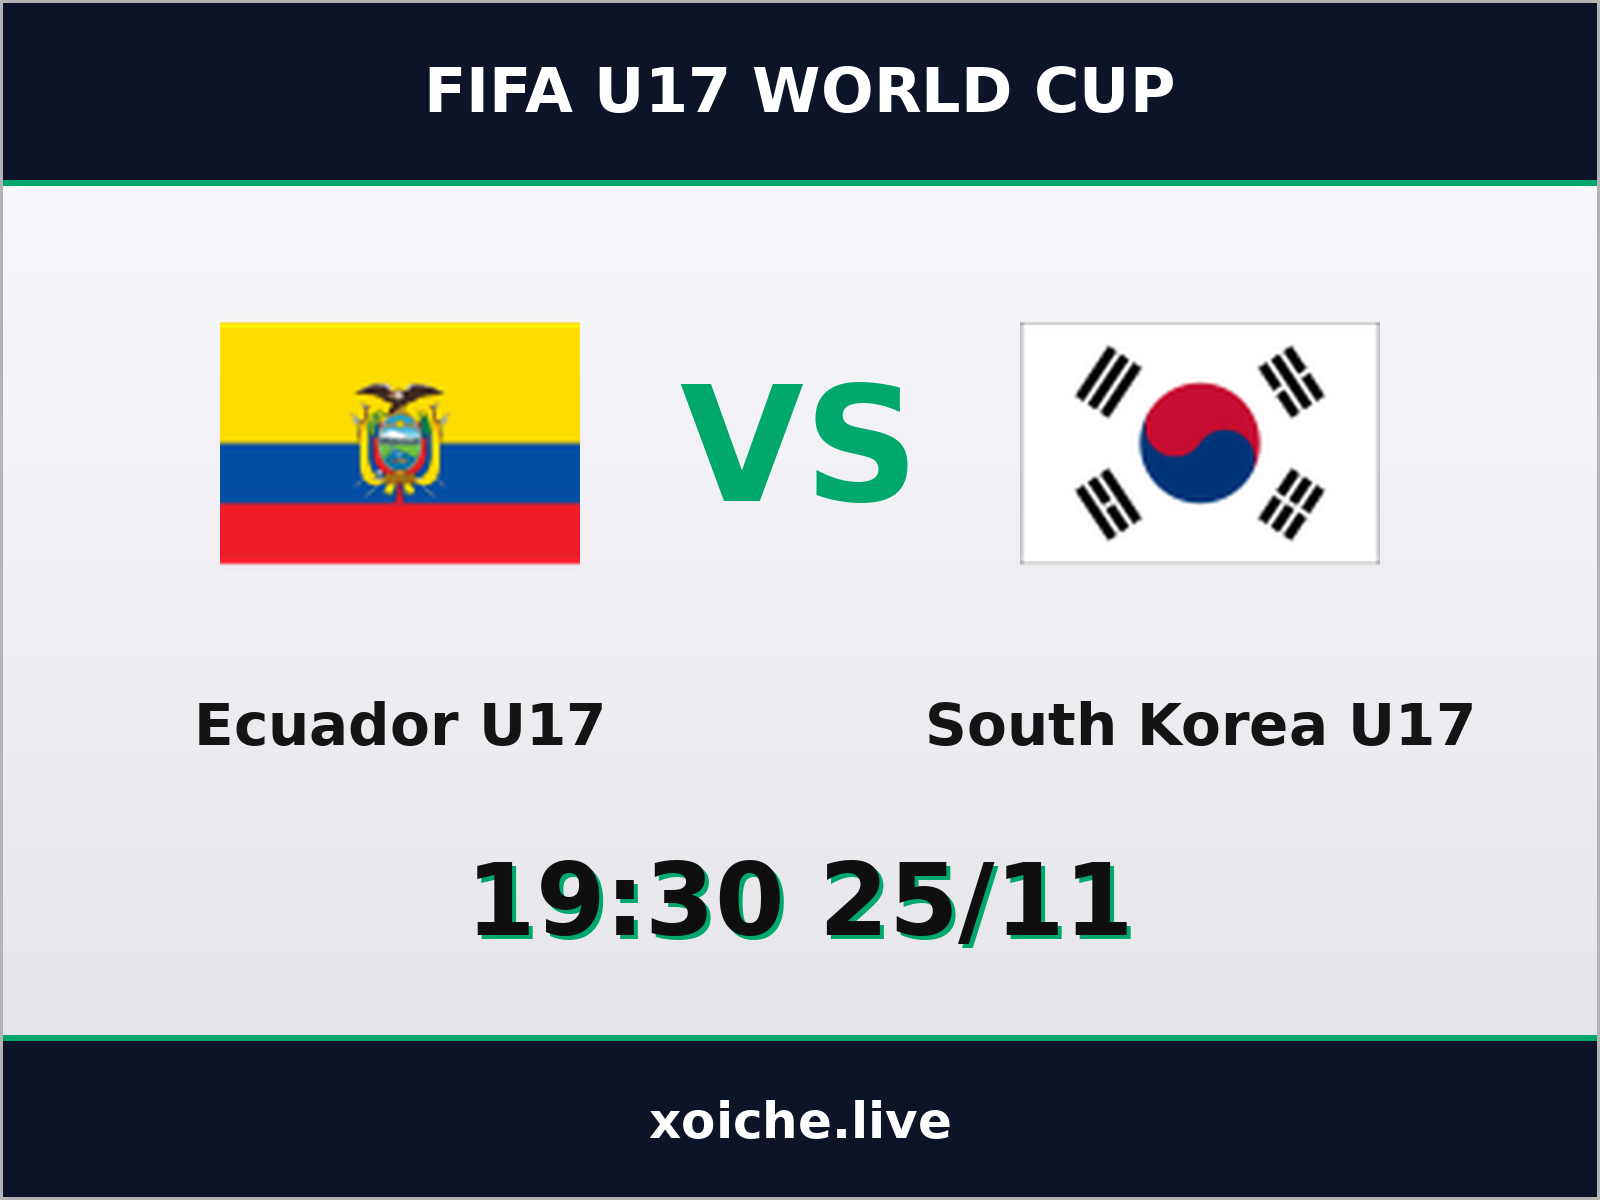 FIFA U17 WORLD CUP
VS
Ecuador U17
South Korea U17
19:30 25/11
xoiche.live